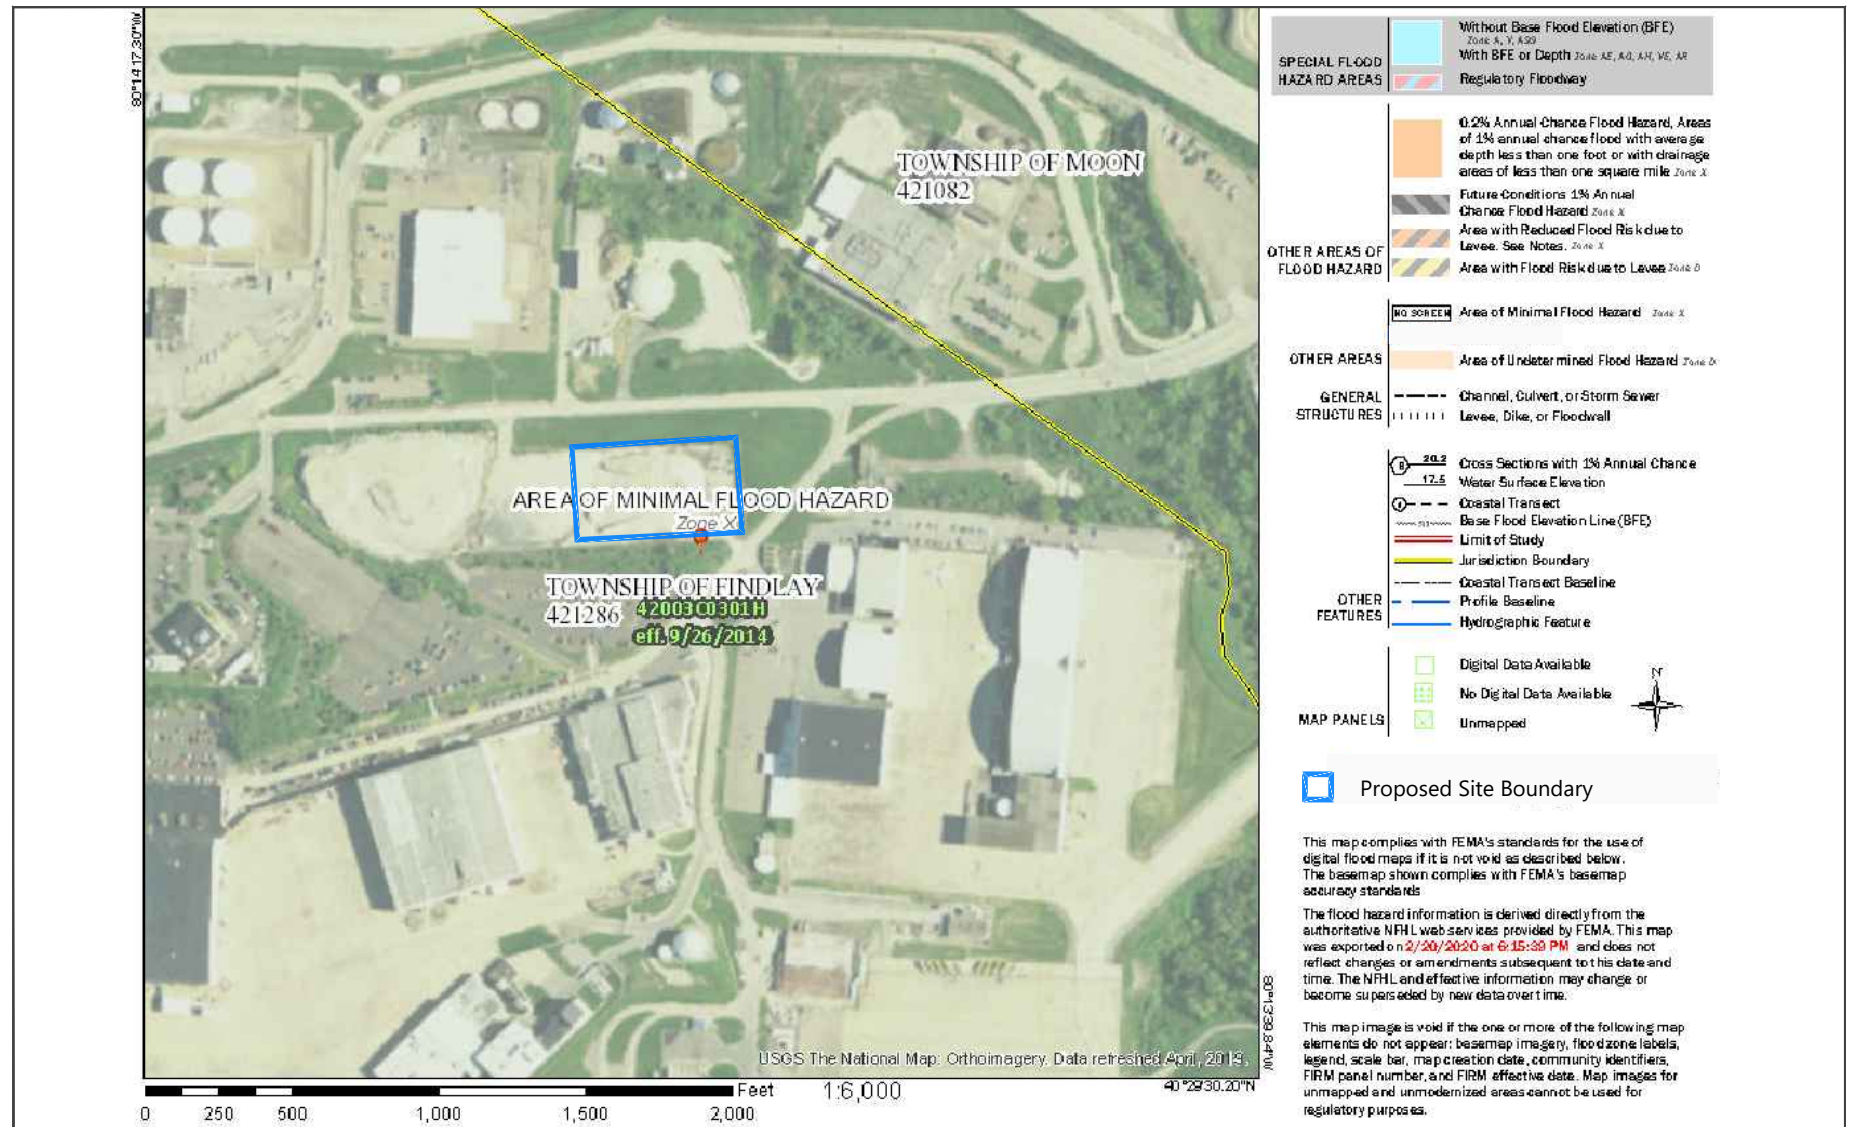 80°14'17.30"W
TOWNSHIP OF MOON
421082
AREA OF MINIMAL FLOOD HAZARD
Zone X
TOWNSHIP OF FINDLAY
421286
42003C0301H
eff. 9/26/2014
USGS The National Map: Orthoimagery. Data refreshed April, 2019.
80°13'39.84"W
40°29'30.20"N
Feet
1:6,000
0
250
500
1,000
1,500
2,000
SPECIAL FLOOD
HAZARD AREAS
Without Base Flood Elevation (BFE)
Zone A, V, A99
With BFE or Depth Zone AE, AO, AH, VE, AR
Regulatory Floodway
OTHER AREAS OF
FLOOD HAZARD
0.2% Annual Chance Flood Hazard, Areas
of 1% annual chance flood with average
depth less than one foot or with drainage
areas of less than one square mile Zone X
Future Conditions 1% Annual
Chance Flood Hazard Zone X
Area with Reduced Flood Risk due to
Levee. See Notes. Zone X
Area with Flood Risk due to Levee Zone D
OTHER AREAS
NO SCREEN Area of Minimal Flood Hazard Zone X
Area of Undetermined Flood Hazard Zone D
GENERAL
STRUCTURES
Channel, Culvert, or Storm Sewer
Levee, Dike, or Floodwall
OTHER
FEATURES
B 20.2 Cross Sections with 1% Annual Chance
17.5 Water Surface Elevation
Coastal Transect
Base Flood Elevation Line (BFE)
Limit of Study
Jurisdiction Boundary
Coastal Transect Baseline
Profile Baseline
Hydrographic Feature
MAP PANELS
Digital Data Available
No Digital Data Available
Unmapped
N
Proposed Site Boundary
This map complies with FEMA's standards for the use of
digital flood maps if it is not void as described below.
The basemap shown complies with FEMA's basemap
accuracy standards
The flood hazard information is derived directly from the
authoritative NFHL web services provided by FEMA. This map
was exported on 2/20/2020 at 6:15:39 PM and does not
reflect changes or amendments subsequent to this date and
time. The NFHL and effective information may change or
become superseded by new data over time.
This map image is void if the one or more of the following map
elements do not appear: basemap imagery, flood zone labels,
legend, scale bar, map creation date, community identifiers,
FIRM panel number, and FIRM effective date. Map images for
unmapped and unmodernized areas cannot be used for
regulatory purposes.